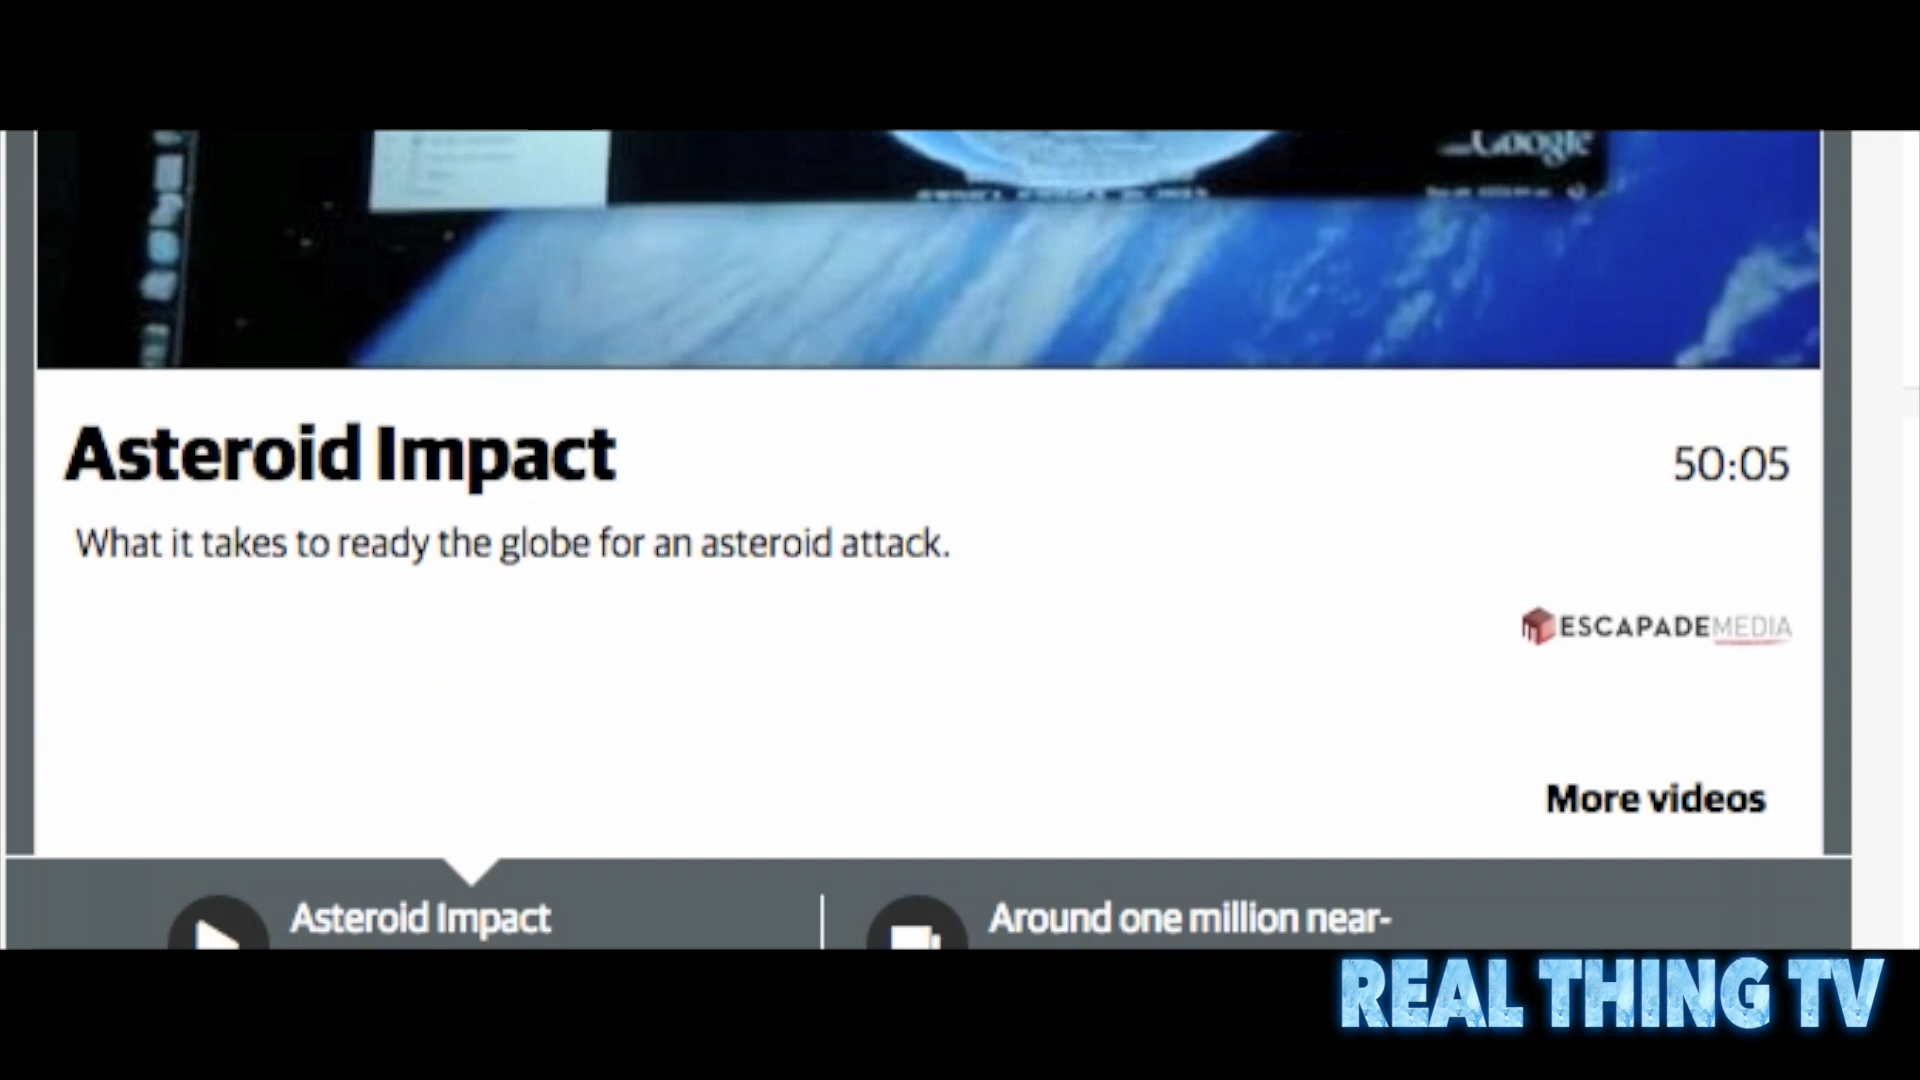 Google
Asteroid Impact
50:05
What it takes to ready the globe for an asteroid attack.
ESCAPADEMEDIA
More videos
Asteroid Impact
Around one million near-
REAL THING TV